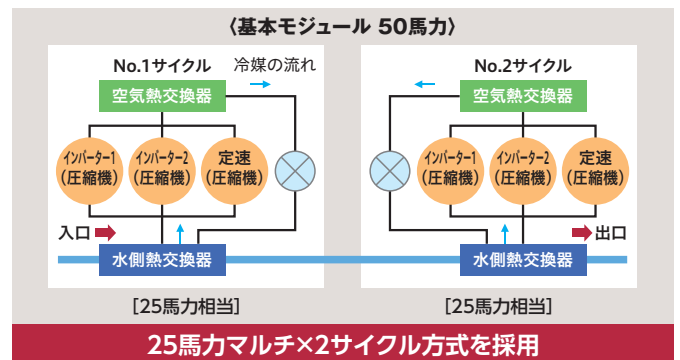 〈基本モジュール 50馬力〉
No.1サイクル
冷媒の流れ
空気熱交換器
インバーター1
(圧縮機)
インバーター2
(圧縮機)
定速
(圧縮機)
入口
水側熱交換器
[25馬力相当]
No.2サイクル
空気熱交換器
インバーター1
(圧縮機)
インバーター2
(圧縮機)
定速
(圧縮機)
出口
水側熱交換器
[25馬力相当]
25馬力マルチ×2サイクル方式を採用